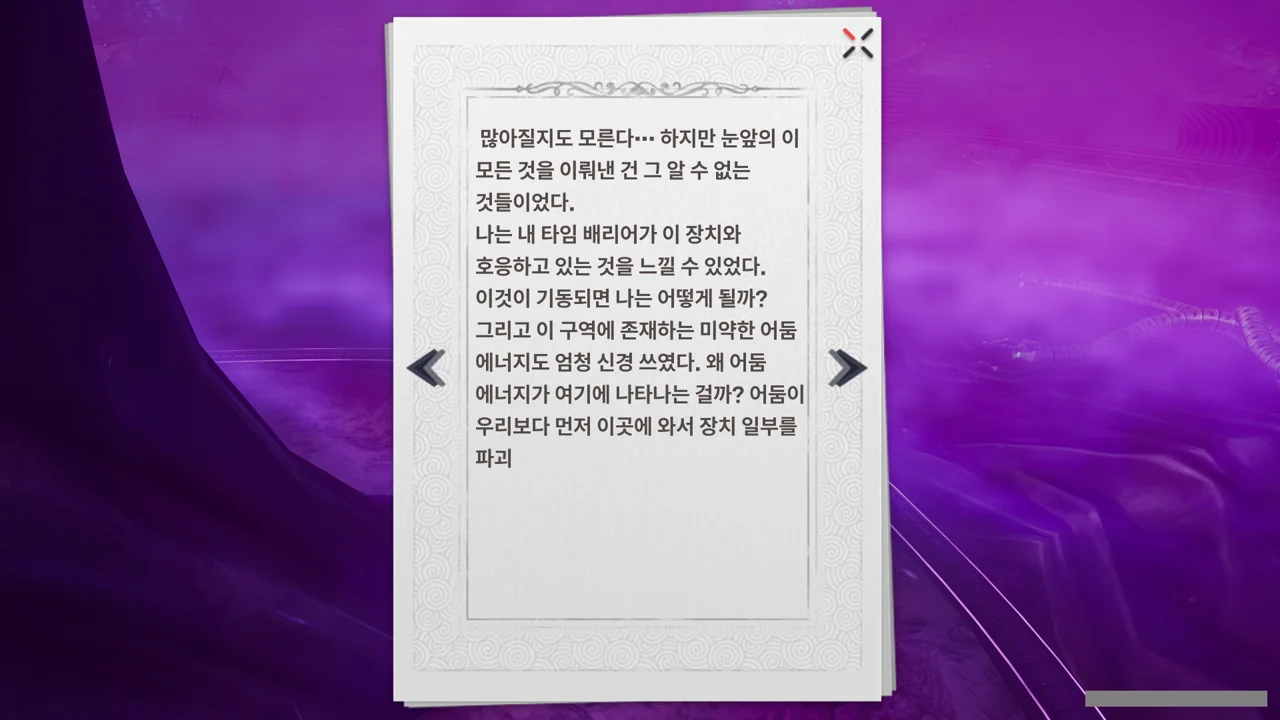 많아질지도 모른다… 하지만 눈앞의 이
모든 것을 이뤄낸 건 그 알 수 없는
것들이었다.
나는 내 타임 배리어가 이 장치와
호응하고 있는 것을 느낄 수 있었다.
이것이 기동되면 나는 어떻게 될까?
그리고 이 구역에 존재하는 미약한 어둠
에너지도 엄청 신경 쓰였다. 왜 어둠
에너지가 여기에 나타나는 걸까? 어둠이
우리보다 먼저 이곳에 와서 장치 일부를
파괴